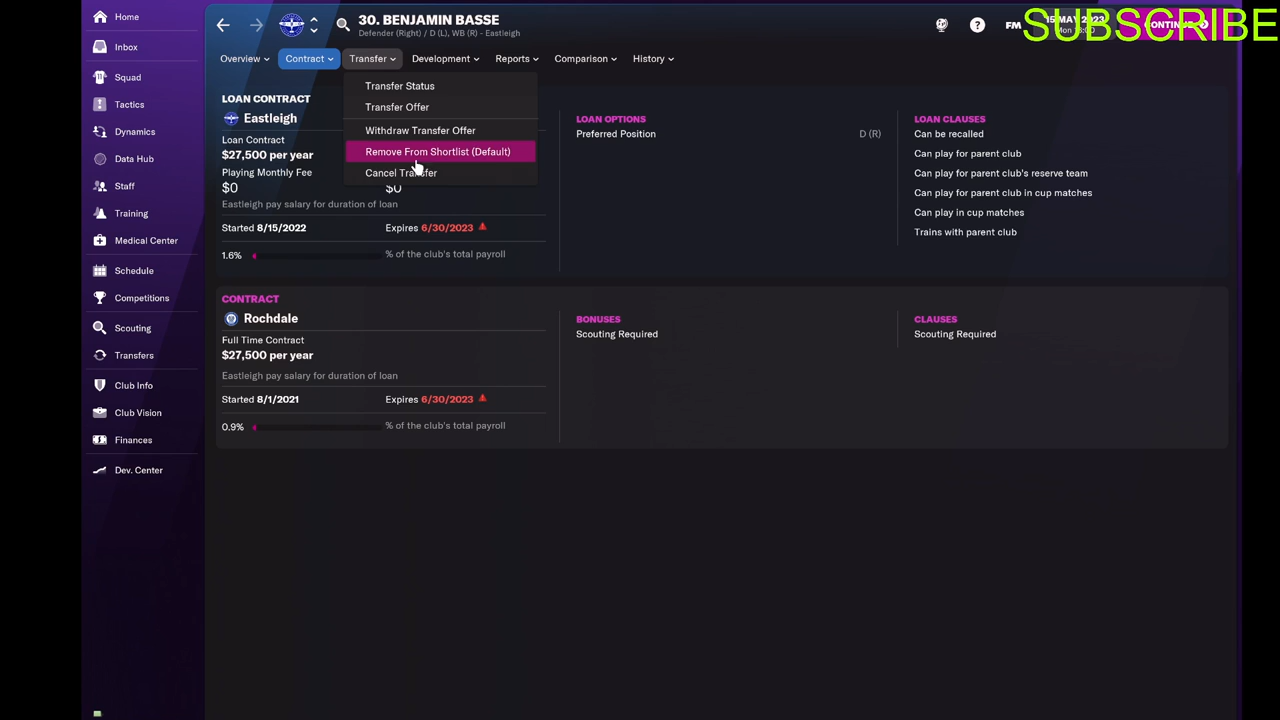 Home
Inbox
Squad
Tactics
Dynamics
Data Hub
Staff
Training
Medical Center
Schedule
Competitions
Scouting
Transfers
Club Info
Club Vision
Finances
Dev. Center
30. BENJAMIN BASSE
Defender (Right) / D (L), WB (R) - Eastleigh
FM
15 MAY 2023
CONTINUE
SUBSCRIBE
Overview
Contract
Transfer
Development
Reports
Comparison
History
Transfer Status
Transfer Offer
Withdraw Transfer Offer
Remove From Shortlist (Default)
Cancel Transfer
LOAN CONTRACT
Eastleigh
Loan Contract
$27,500 per year
Playing Monthly Fee
$0
$0
Eastleigh pay salary for duration of loan
Started 8/15/2022
Expires 6/30/2023
1.6%
% of the club's total payroll
LOAN OPTIONS
Preferred Position
D (R)
LOAN CLAUSES
Can be recalled
Can play for parent club
Can play for parent club's reserve team
Can play for parent club in cup matches
Can play in cup matches
Trains with parent club
CONTRACT
Rochdale
Full Time Contract
$27,500 per year
Eastleigh pay salary for duration of loan
Started 8/1/2021
Expires 6/30/2023
0.9%
% of the club's total payroll
BONUSES
Scouting Required
CLAUSES
Scouting Required